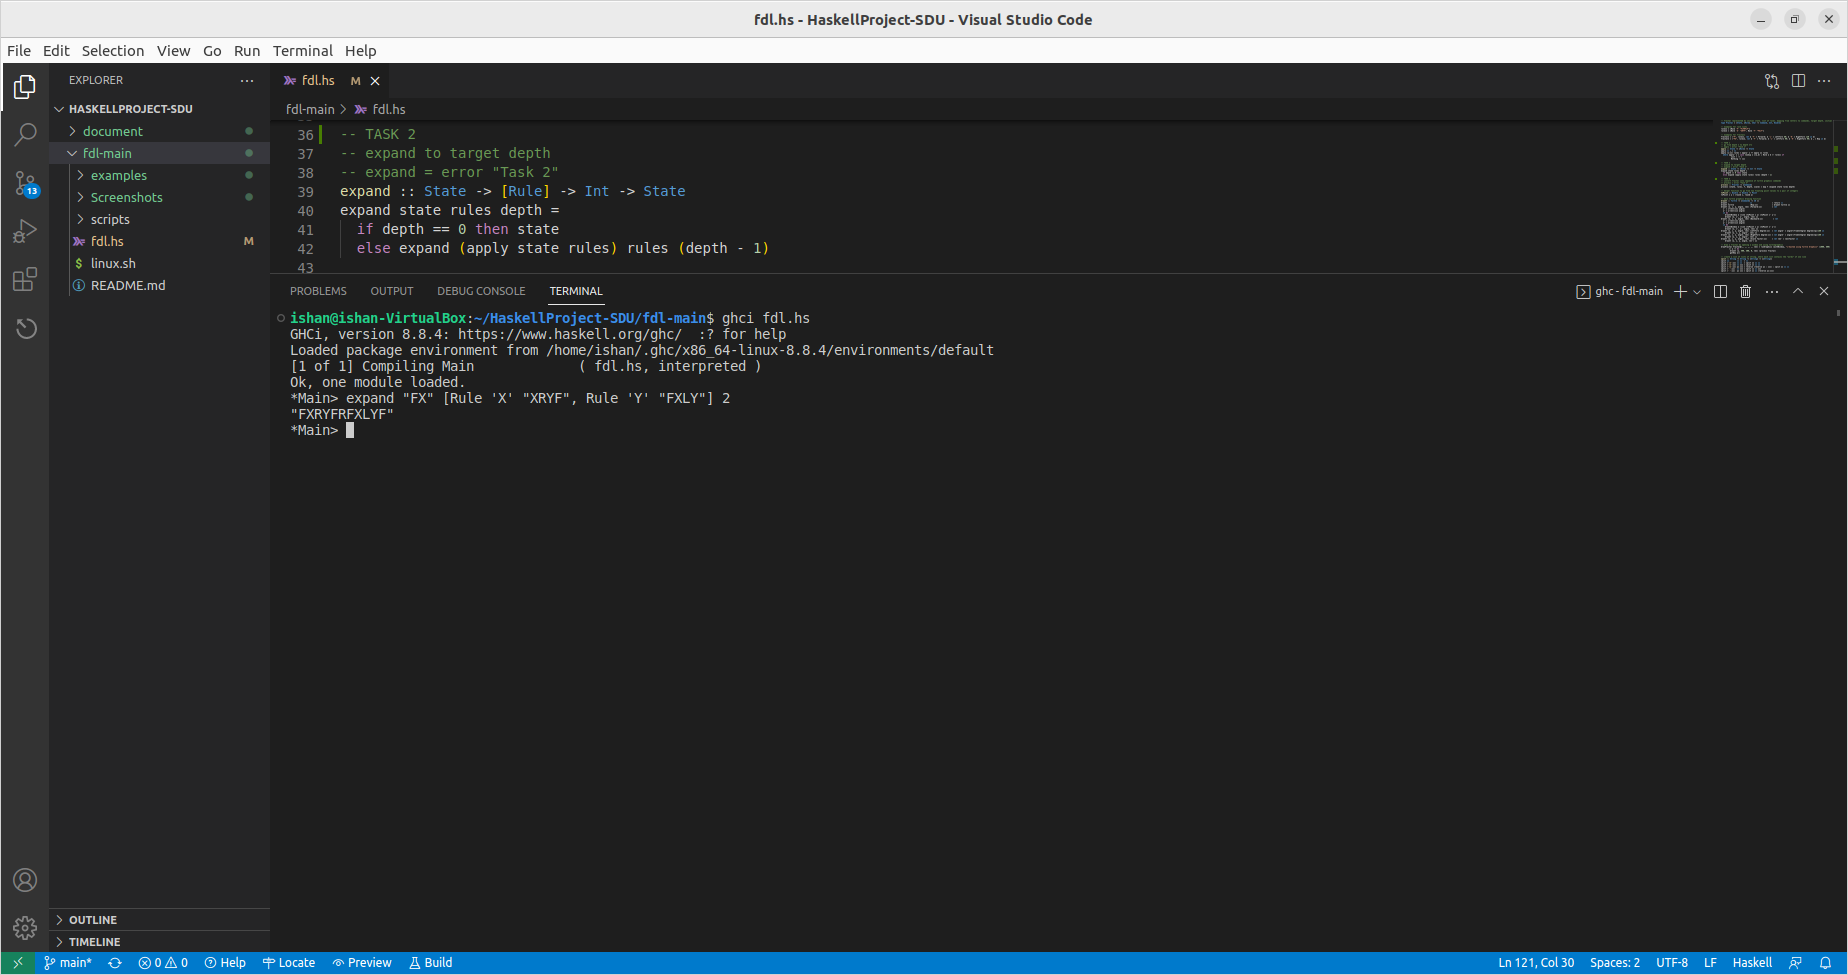 fdl.hs - HaskellProject-SDU - Visual Studio Code
File Edit Selection View Go Run Terminal Help
EXPLORER
HASKELLPROJECT-SDU
document
fdl-main
examples
Screenshots
scripts
fdl.hs M
linux.sh
README.md
OUTLINE
TIMELINE
13
fdl.hs M
fdl-main > fdl.hs
36 -- TASK 2
37 -- expand to target depth
38 -- expand = error "Task 2"
39 expand :: State -> [Rule] -> Int -> State
40 expand state rules depth =
41 if depth == 0 then state
42 else expand (apply state rules) rules (depth - 1)
43
PROBLEMS OUTPUT DEBUG CONSOLE TERMINAL
ghc - fdl-main
ishan@ishan-VirtualBox:~/HaskellProject-SDU/fdl-main$ ghci fdl.hs
GHCi, version 8.8.4: https://www.haskell.org/ghc/  :? for help
Loaded package environment from /home/ishan/.ghc/x86_64-linux-8.8.4/environments/default
[1 of 1] Compiling Main             ( fdl.hs, interpreted )
Ok, one module loaded.
*Main> expand "FX" [Rule 'X' "XRYF", Rule 'Y' "FXLY"] 2
"FXRYFRFXLYF"
*Main>
main* 0 0 Help Locate Preview Build
Ln 121, Col 30 Spaces: 2 UTF-8 LF Haskell